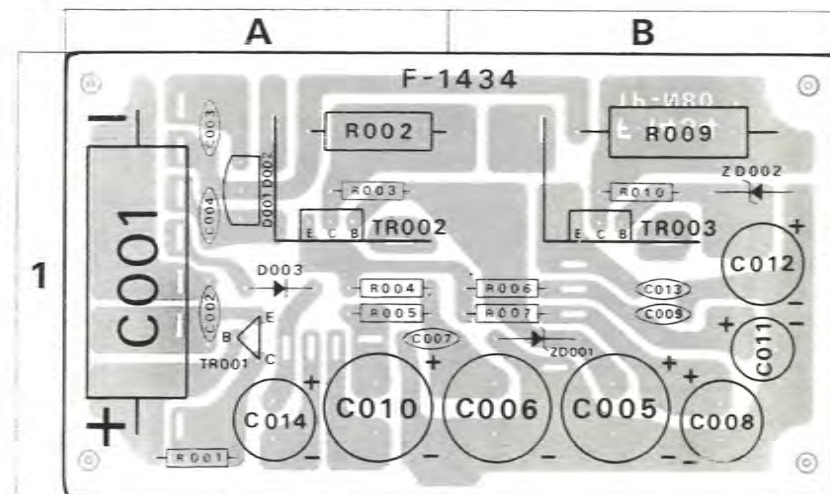 A B
F-1434
R002 R009
C003
D001 D002
ZD002
R003 R010
C004
E C B TR002
E C B TR003
+
C001
1
C012
D003
R004 R006 C013
-
C002
R005 R007 C009
E
B
C
TR001
C007
ZD001
+ -
C011
+ + + +
C014 C010 C006 C005 C008
+
R001
- - - - -